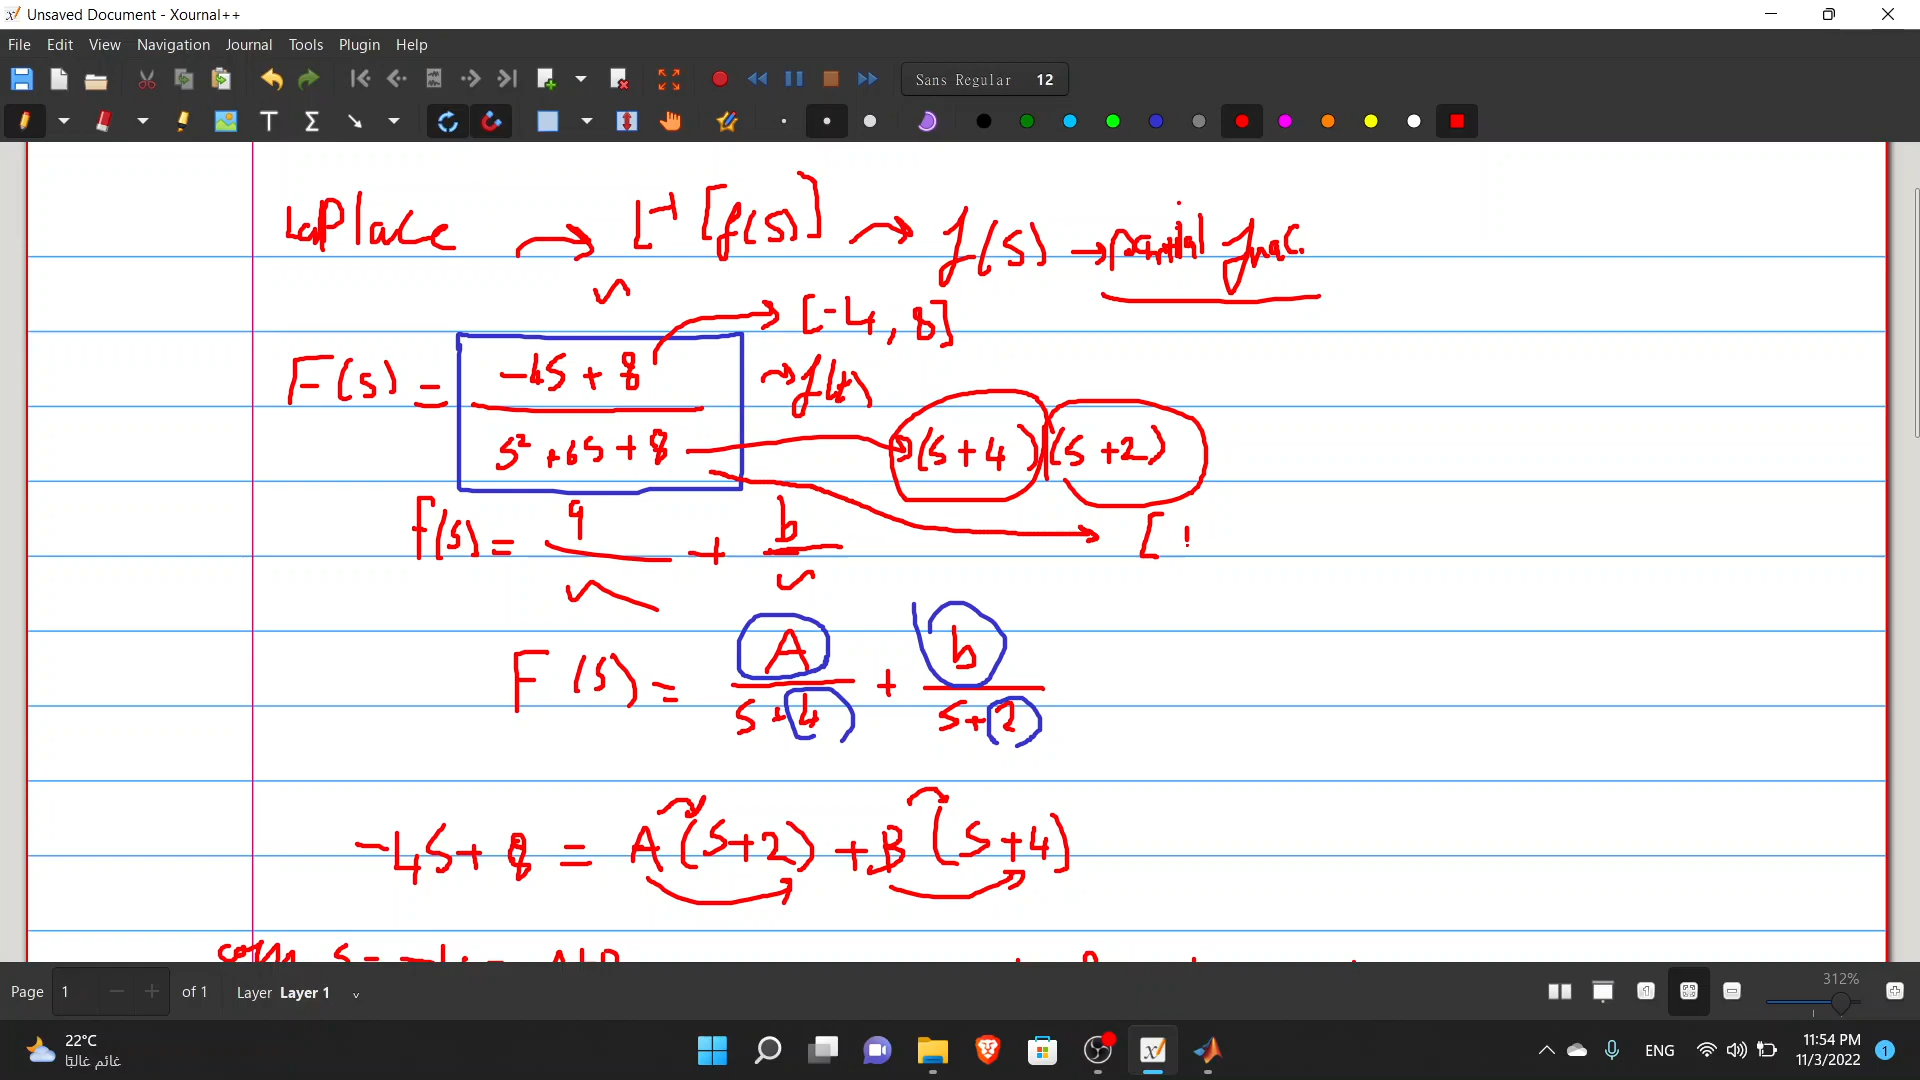 Unsaved Document - Xournal++
File Edit View Navigation Journal Tools Plugin Help
Sans Regular 12
Laplace → L⁻¹ [f(s)] → f(s) → partial frac.
→ [-4, 8]
F(s) = (-4s + 8) / (s² + 6s + 8) → f(t)
→ (s+4)(s+2)
→ [ 1
f(s) = a/ + b/
F(s) = A/(s+4) + b/(s+2)
-4s + 8 = A(s+2) + B(s+4)
Page 1 of 1 Layer Layer 1 312%
22°C
غائم غالبًا
ENG
11:54 PM
11/3/2022
1